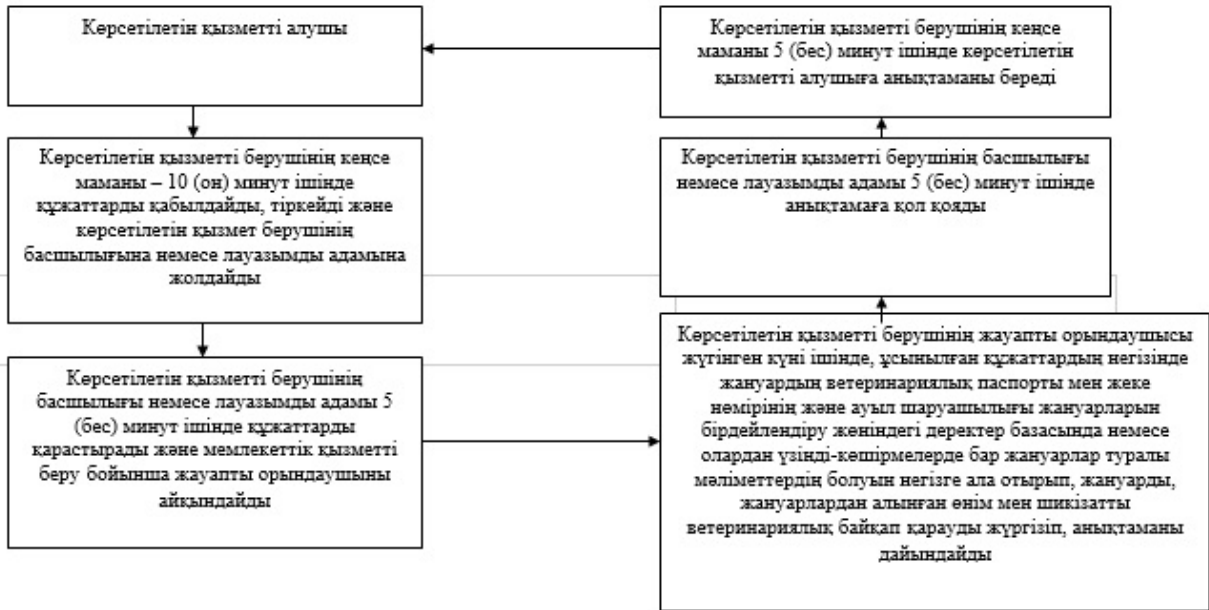 Көрсетілетін қызметті алушы
Көрсетілетін қызметті берушінің кеңсе
маманы – 10 (он) минут ішінде
құжаттарды қабылдайды, тіркейді және
көрсетілетін қызмет берушінің
басшылығына немесе лауазымды адамына
жолдайды
Көрсетілетін қызметті берушінің
басшылығы немесе лауазымды адамы 5
(бес) минут ішінде құжаттарды
қарастырады және мемлекеттік қызметті
беру бойынша жауапты орындаушыны
айқындайды
Көрсетілетін қызметті берушінің жауапты орындаушысы
жүгінген күні ішінде, ұсынылған құжаттардың негізінде
жануардың ветеринариялық паспорты мен жеке
нөмірінің және ауыл шаруашылығы жануарларын
бірдейлендіру жөніндегі деректер базасында немесе
олардан үзінді-көшірмелерде бар жануарлар туралы
мәліметтердің болуын негізге ала отырып, жануарды,
жануарлардан алынған өнім мен шикізатты
ветеринариялық байқап қарауды жүргізіп, анықтаманы
дайындайды
Көрсетілетін қызметті берушінің басшылығы
немесе лауазымды адамы 5 (бес) минут ішінде
анықтамаға қол қояды
Көрсетілетін қызметті берушінің кеңсе
маманы 5 (бес) минут ішінде көрсетілетін
қызметті алушыға анықтаманы береді